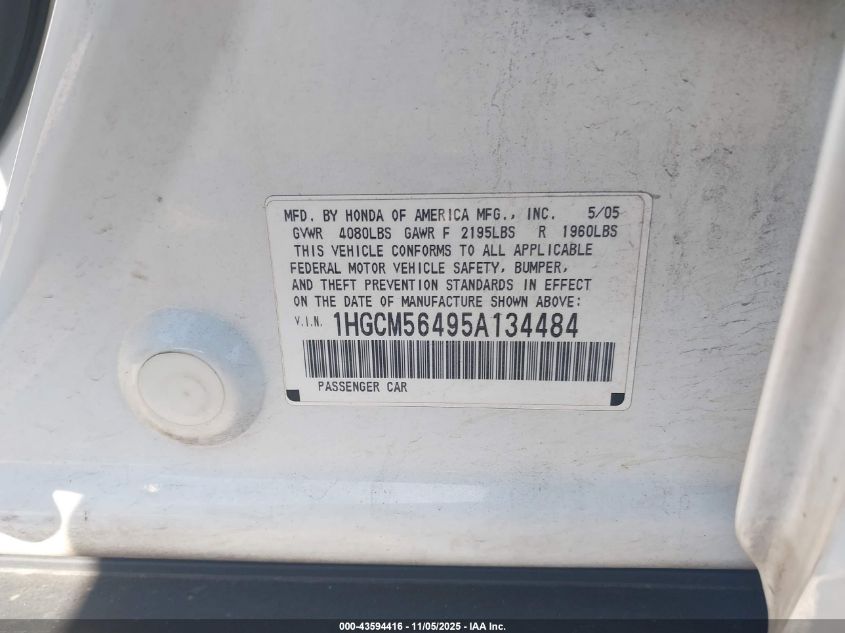 MFD. BY HONDA OF AMERICA MFG., INC. 5/05
GVWR 4080LBS GAWR F 2195LBS R 1960LBS
THIS VEHICLE CONFORMS TO ALL APPLICABLE
FEDERAL MOTOR VEHICLE SAFETY, BUMPER,
AND THEFT PREVENTION STANDARDS IN EFFECT
ON THE DATE OF MANUFACTURE SHOWN ABOVE:
V.I.N. 1HGCM56495A134484
PASSENGER CAR
000-43594416 - 11/05/2025 - IAA Inc.